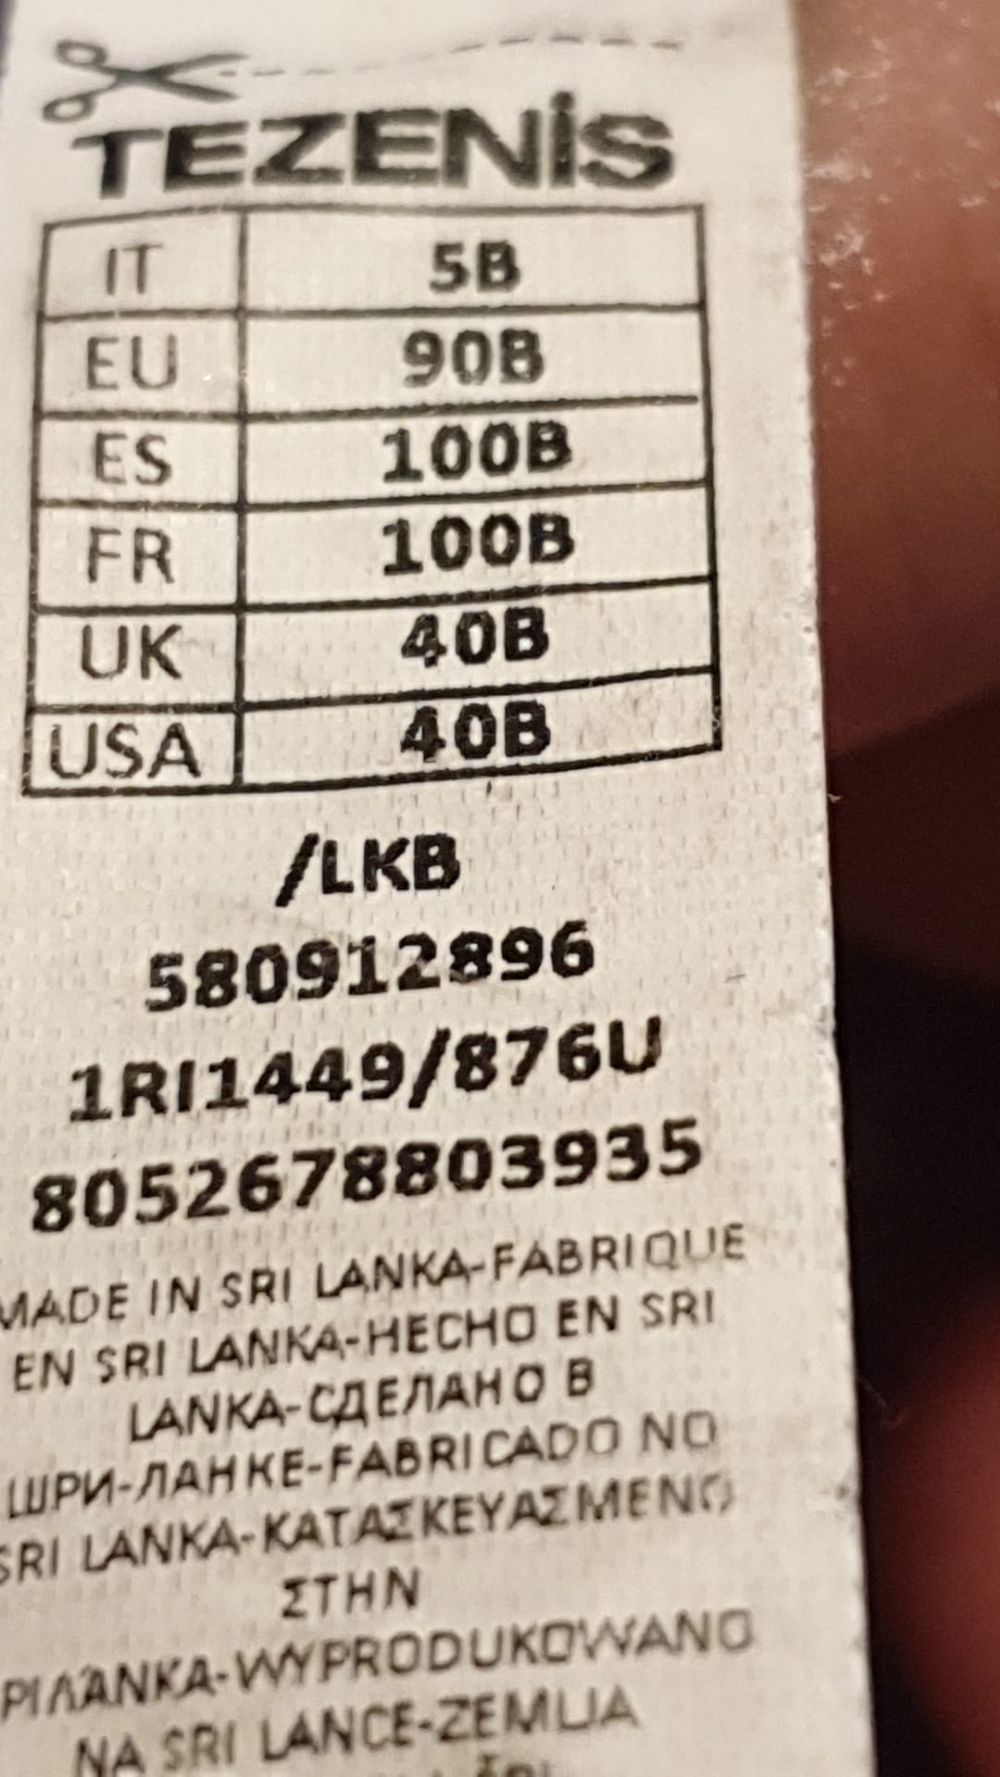 TEZENIS
IT 5B
EU 90B
ES 100B
FR 100B
UK 40B
USA 40B
/LKB
580912896
1RI1449/876U
8052678803935
MADE IN SRI LANKA-FABRIQUE
EN SRI LANKA-HECHO EN SRI
LANKA-СДЕЛАНО В
ШРИ-ЛАНКЕ-FABRICADO NO
SRI LANKA-ΚΑΤΑΣΚΕΥΑΣΜΕΝΟ
ΣΤΗΝ
ΡΙ ΛΆΝΚΑ-WYPRODUKOWANO
NA SRI LANCE-ZEMLJA